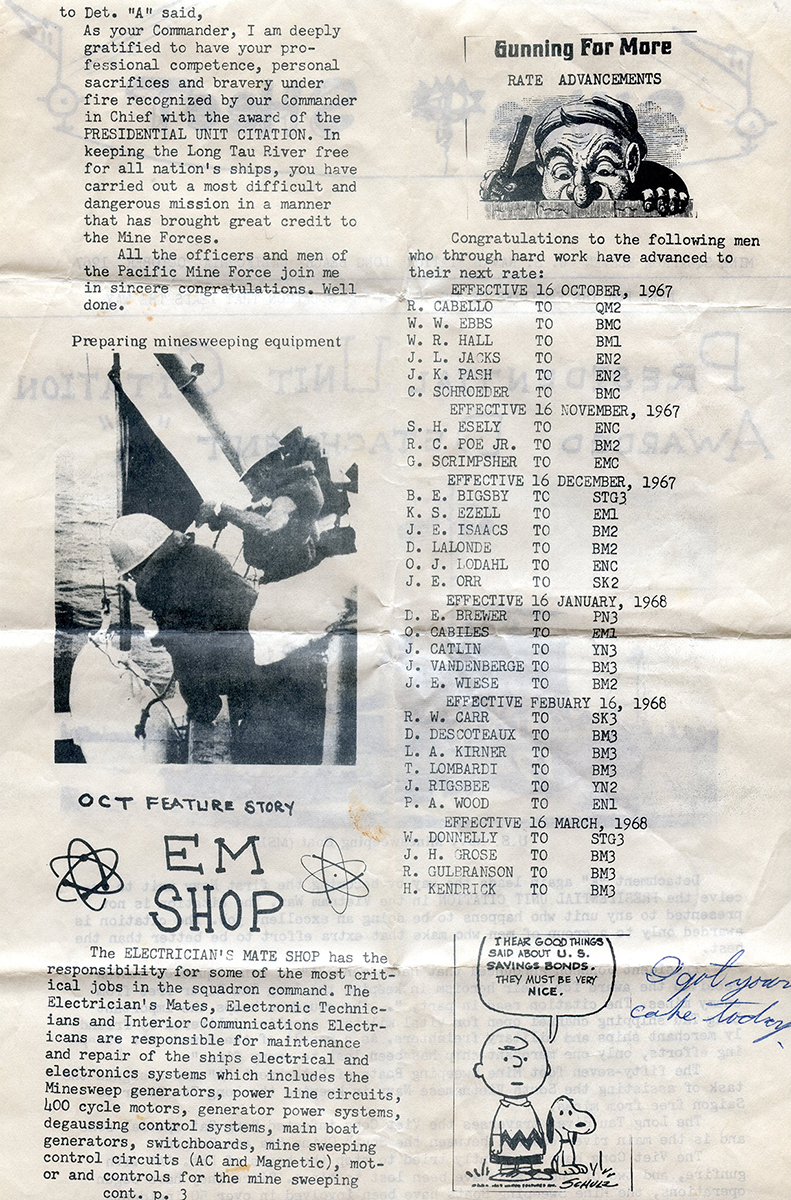 to Det. "A" said,
As your Commander, I am deeply
gratified to have your pro-
fessional competence, personal
sacrifices and bravery under
fire recognized by our Commander
in Chief with the award of the
PRESIDENTIAL UNIT CITATION. In
keeping the Long Tau River free
for all nation's ships, you have
carried out a most difficult and
dangerous mission in a manner
that has brought great credit to
the Mine Forces.
All the officers and men of
the Pacific Mine Force join me
in sincere congratulations. Well
done.
Preparing minesweeping equipment
OCT FEATURE STORY
EM
SHOP
The ELECTRICIAN'S MATE SHOP has the
responsibility for some of the most crit-
ical jobs in the squadron command. The
Electrician's Mates, Electronic Technic-
ians and Interior Communications Electr-
icans are responsible for maintenance
and repair of the ships electrical and
electronics systems which includes the
Minesweep generators, power line circuits,
400 cycle motors, generator power systems,
degaussing control systems, main boat
generators, switchboards, mine sweeping
control circuits (AC and Magnetic), mot-
or and controls for the mine sweeping
cont. p. 3
Gunning For More
RATE ADVANCEMENTS
Congratulations to the following men
who through hard work have advanced to
their next rate:
EFFECTIVE 16 OCTOBER, 1967
R. CABELLO TO QM2
W. W. EBBS TO BMC
W. R. HALL TO BM1
J. L. JACKS TO EN2
J. K. PASH TO EN2
C. SCHROEDER TO BMC
EFFECTIVE 16 NOVEMBER, 1967
S. H. ESELY TO ENC
R. C. POE JR. TO BM2
G. SCRIMPSHER TO EMC
EFFECTIVE 16 DECEMBER, 1967
B. E. BIGSBY TO STG3
K. S. EZELL TO EM1
J. E. ISAACS TO BM2
D. LALONDE TO BM2
O. J. LODAHL TO ENC
J. E. ORR TO SK2
EFFECTIVE 16 JANUARY, 1968
D. E. BREWER TO PN3
O. CABILES TO EM1
J. CATLIN TO YN3
J. VANDENBERGE TO BM3
J. E. WIESE TO BM2
EFFECTIVE FEBUARY 16, 1968
R. W. CARR TO SK3
D. DESCOTEAUX TO BM3
L. A. KIRNER TO BM3
T. LOMBARDI TO BM3
J. RIGSBEE TO YN2
P. A. WOOD TO EN1
EFFECTIVE 16 MARCH, 1968
W. DONNELLY TO STG3
J. H. GROSE TO BM3
R. GULBRANSON TO BM3
H. KENDRICK TO BM3
I HEAR GOOD THINGS
SAID ABOUT U. S.
SAVINGS BONDS.
THEY MUST BE VERY
NICE.
SCHULZ
I got your
cake today.